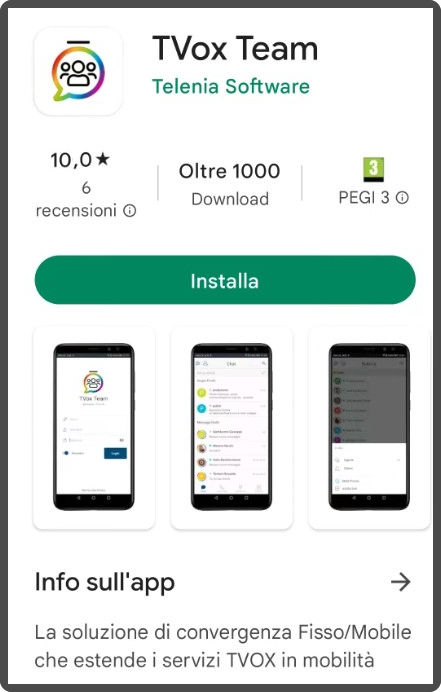 TVox Team
Telenia Software
10,0★
Oltre 1000
3
6
recensioni
Download
PEGI 3
Installa
TVox Team
Login
Chat
Info sull'app
La soluzione di convergenza Fisso/Mobile
che estende i servizi TVOX in mobilità